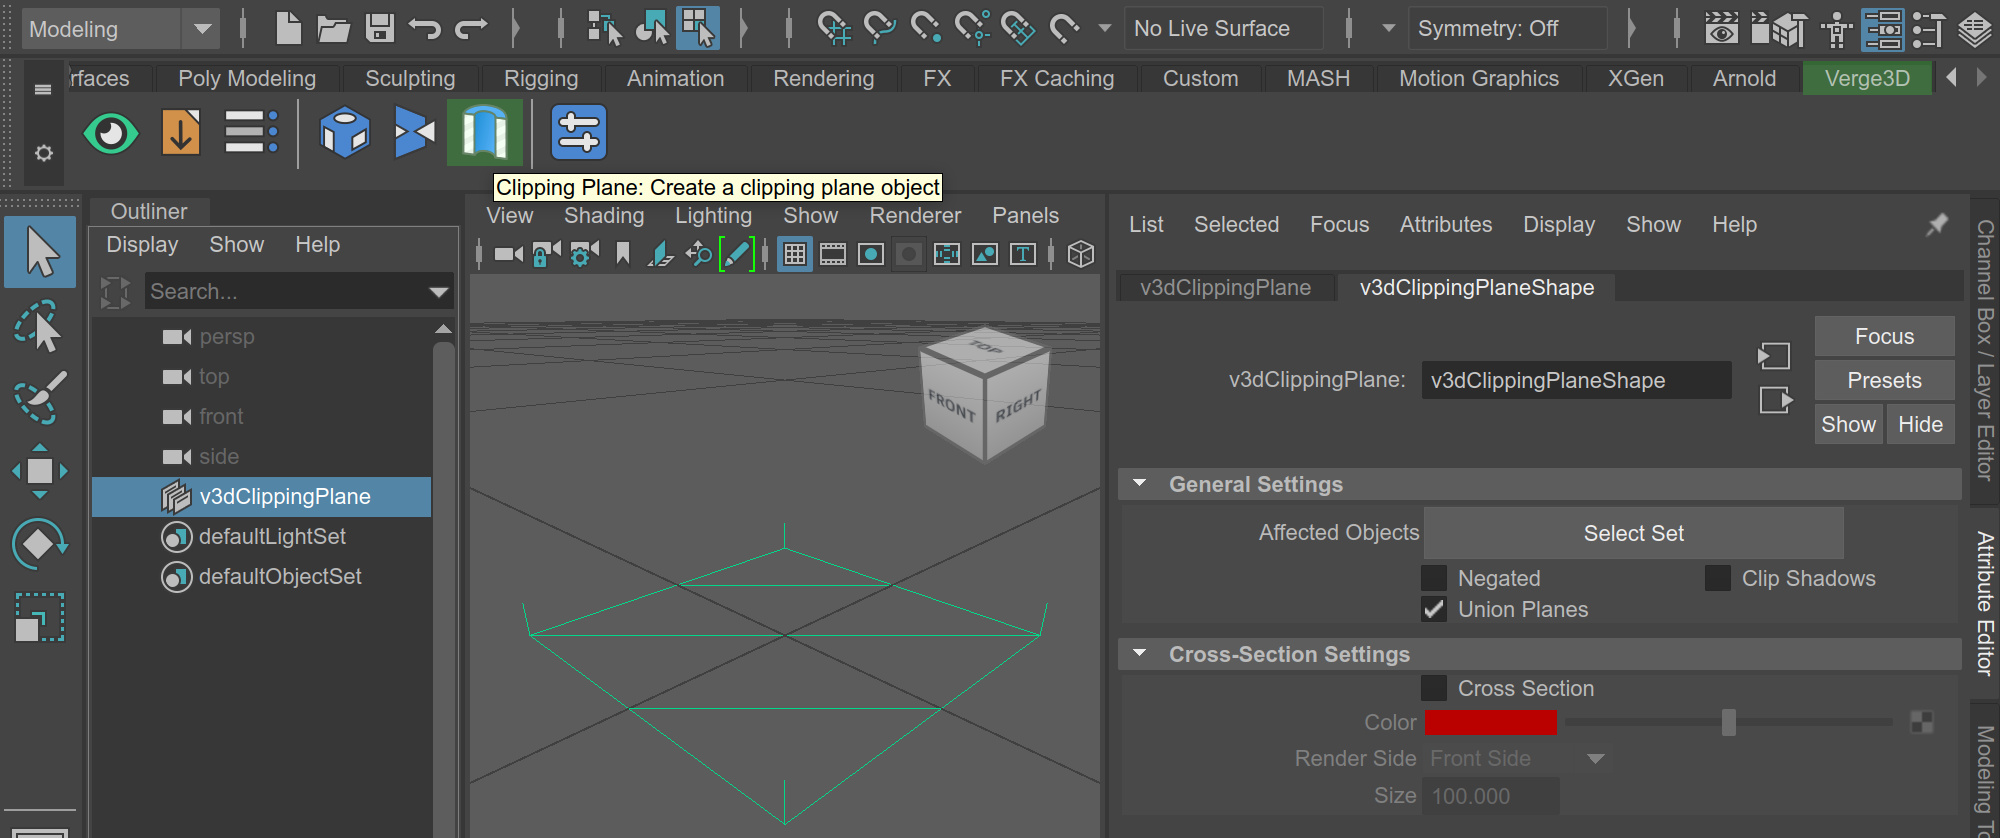 Modeling
No Live Surface
Symmetry: Off
rfaces
Poly Modeling
Sculpting
Rigging
Animation
Rendering
FX
FX Caching
Custom
MASH
Motion Graphics
XGen
Arnold
Verge3D
Clipping Plane: Create a clipping plane object
Outliner
Display
Show
Help
Search...
persp
top
front
side
v3dClippingPlane
defaultLightSet
defaultObjectSet
View
Shading
Lighting
Show
Renderer
Panels
T
TOP
FRONT
RIGHT
List
Selected
Focus
Attributes
Display
Show
Help
v3dClippingPlane
v3dClippingPlaneShape
v3dClippingPlane:
v3dClippingPlaneShape
Focus
Presets
Show
Hide
General Settings
Affected Objects
Select Set
Negated
Clip Shadows
Union Planes
Cross-Section Settings
Cross Section
Color
Render Side
Front Side
Size
100.000
Channel Box / Layer Editor
Attribute Editor
Modeling To